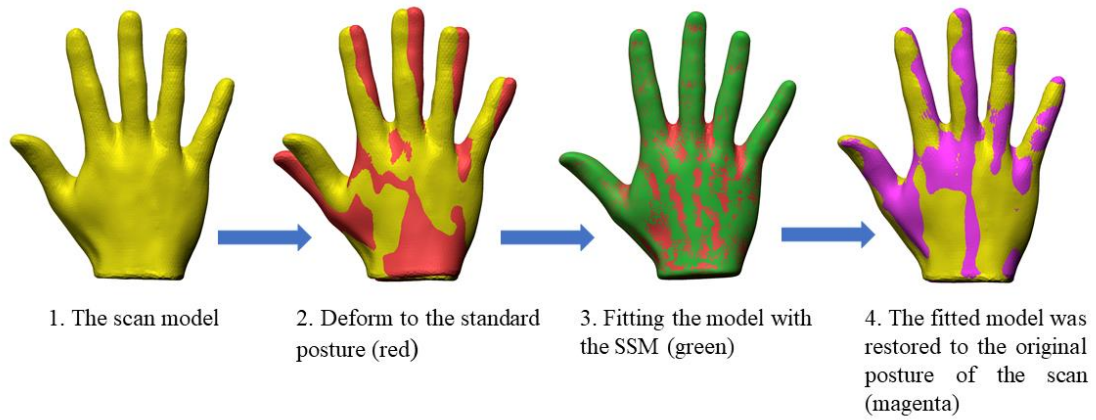 1. The scan model
2. Deform to the standard
posture (red)
3. Fitting the model with
the SSM (green)
4. The fitted model was
restored to the original
posture of the scan
(magenta)